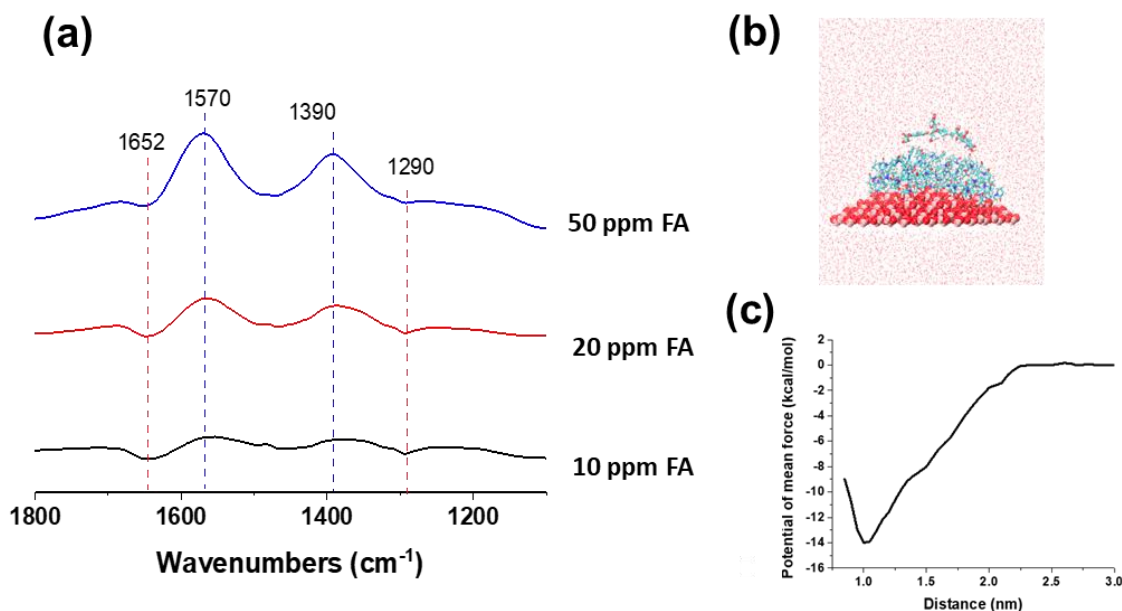 (a)
1652
1570
1390
1290
50 ppm FA
20 ppm FA
10 ppm FA
1800
1600
1400
1200
Wavenumbers (cm⁻¹)
(b)
(c)
Potential of mean force (kcal/mol)
2
0
-2
-4
-6
-8
-10
-12
-14
-16
1.0
1.5
2.0
2.5
3.0
Distance (nm)